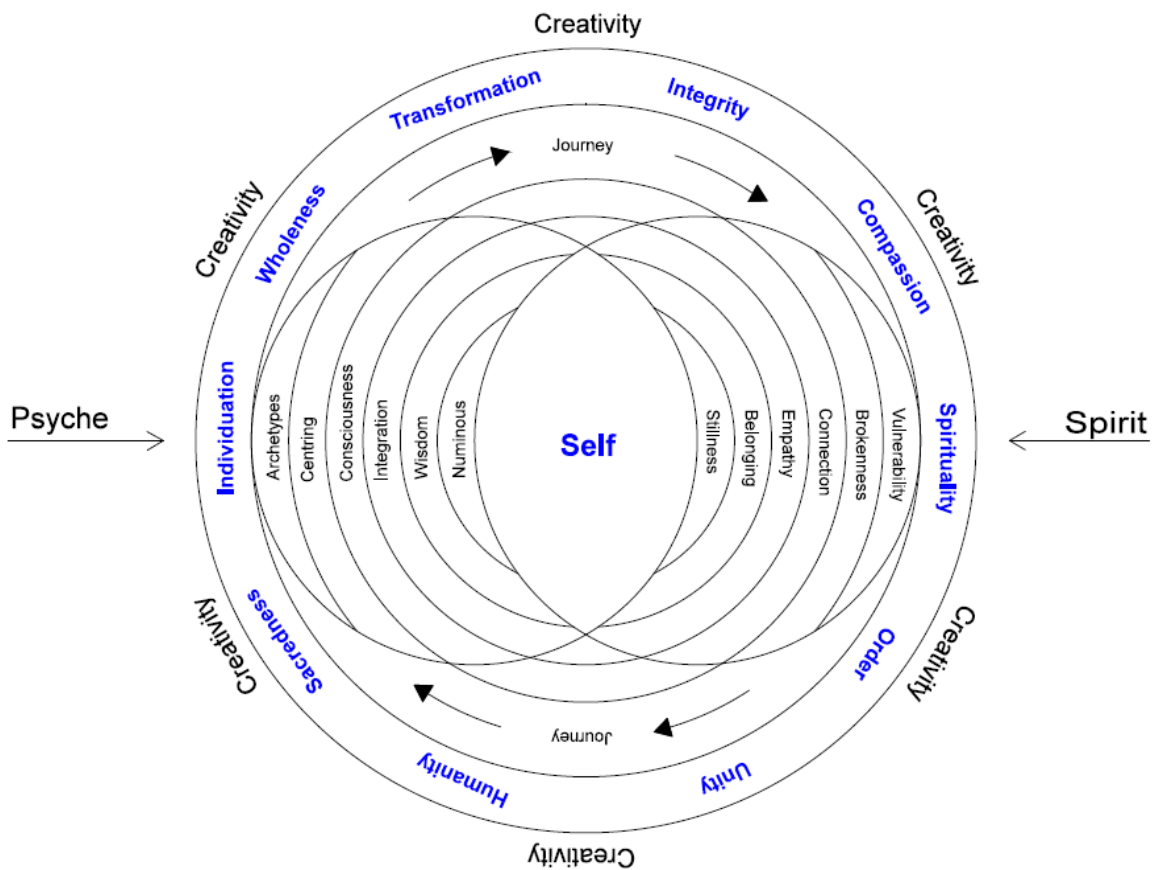 Creativity
Transformation
Integrity
Journey
Creativity
Wholeness
Compassion
Creativity
Psyche
Individuation
Archetypes
Centring
Consciousness
Integration
Wisdom
Numinous
Self
Stillness
Belonging
Empathy
Connection
Brokenness
Vulnerability
Spirituality
Spirit
Creativity
Sacredness
Order
Creativity
Journey
Humanity
Unity
Creativity